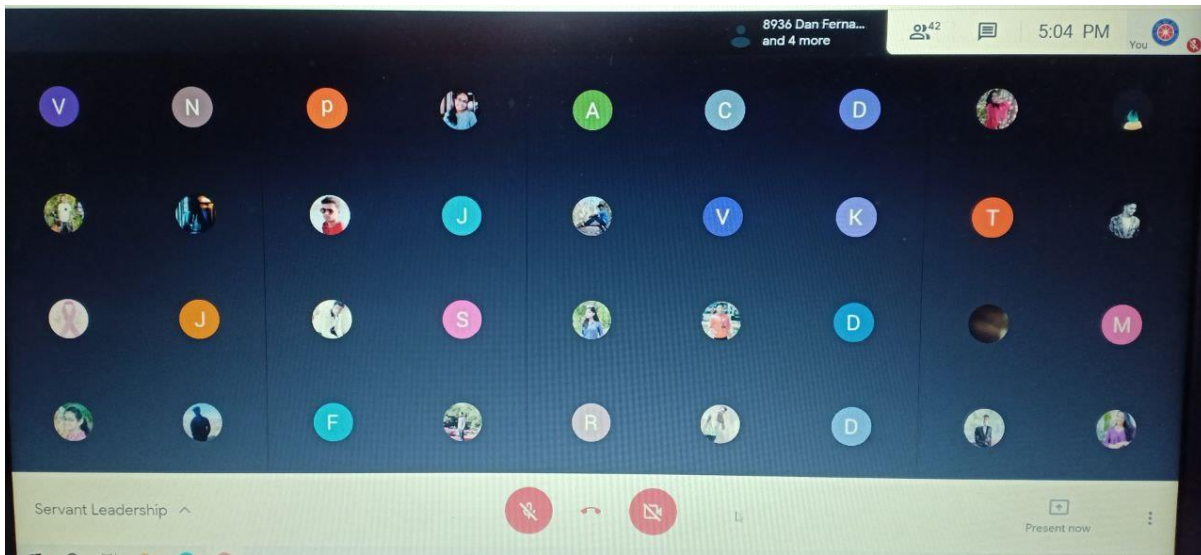 8936 Dan Ferna...
and 4 more
42
5:04 PM
You
V N p A C D
J V K T
J S D M
F R D
Servant Leadership
Present now